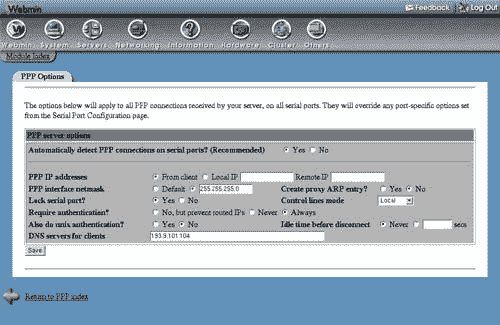 Webmin
Feedback Log Out
Webmin System Servers Networking Information Hardware Cluster Others
Module Index
PPP Options
The options below will apply to all PPP connections received by your server, on all serial ports. They will override any port-specific options set
from the Serial Port Configuration page.
PPP server options
Automatically detect PPP connections on serial ports? (Recommended) Yes No
PPP IP addresses From client Local IP Remote IP
PPP interface netmask Default 255.255.255.0 Create proxy ARP entry? Yes No
Lock serial port? Yes No Control lines mode Local
Require authentication? No, but prevent routed IPs Never Always
Also do unix authentication? Yes No Idle time before disconnect Never secs
DNS servers for clients 193.9.101.104
Save
Return to PPP index